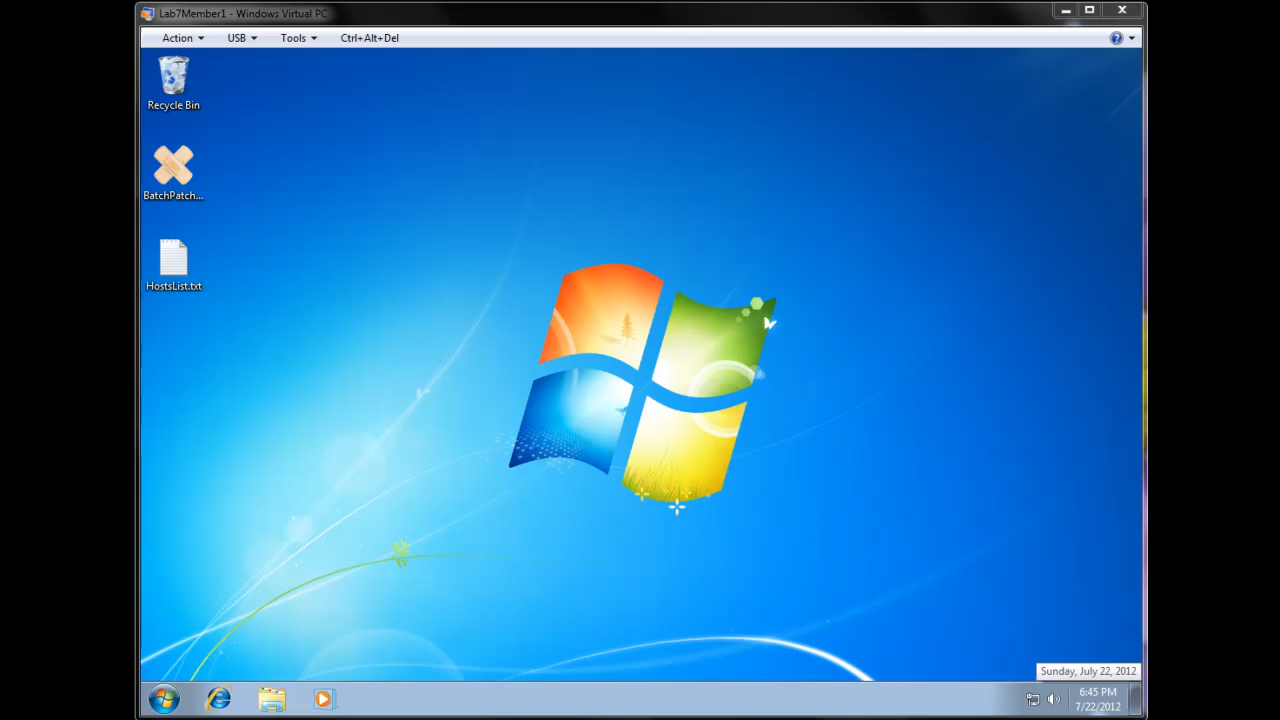 Lab7Member1 - Windows Virtual PC
Action USB Tools Ctrl+Alt+Del
Recycle Bin
BatchPatch...
HostsList.txt
Sunday, July 22, 2012
6:45 PM
7/22/2012